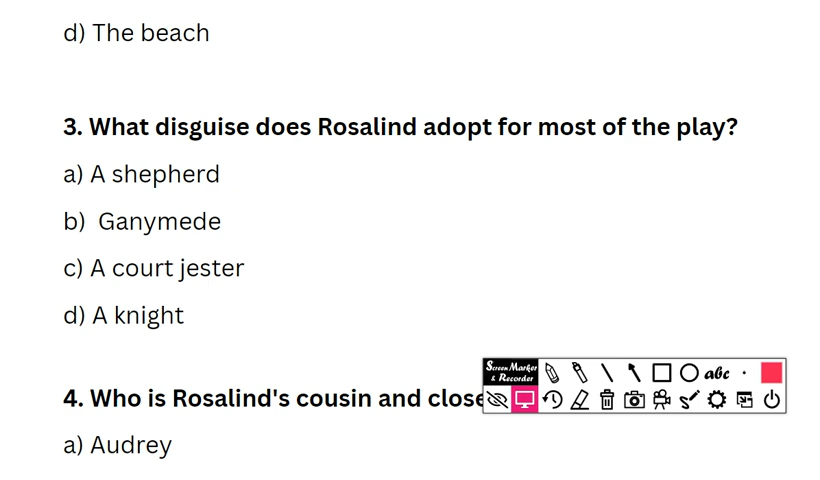 d) The beach
3. What disguise does Rosalind adopt for most of the play?
a) A shepherd
b) Ganymede
c) A court jester
d) A knight
Screen Marker
& Recorder
abc
4. Who is Rosalind's cousin and close
a) Audrey